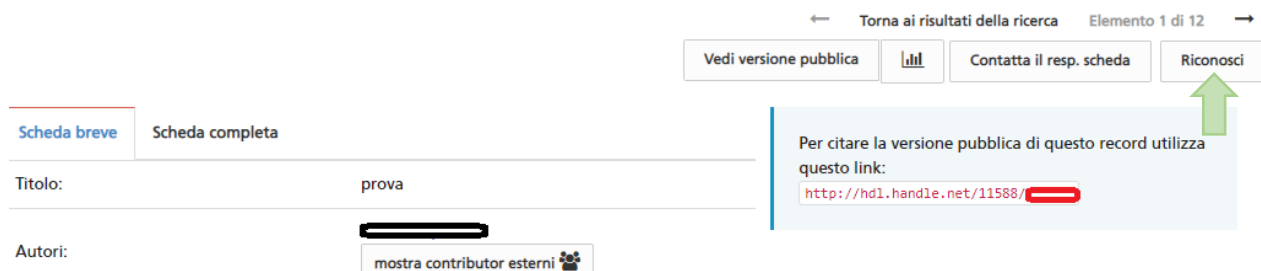 ← Torna ai risultati della ricerca Elemento 1 di 12 →
Vedi versione pubblica Contatta il resp. scheda Riconosci
Scheda breve Scheda completa
Per citare la versione pubblica di questo record utilizza
questo link:
http://hdl.handle.net/11588/
Titolo: prova
Autori:
mostra contributor esterni